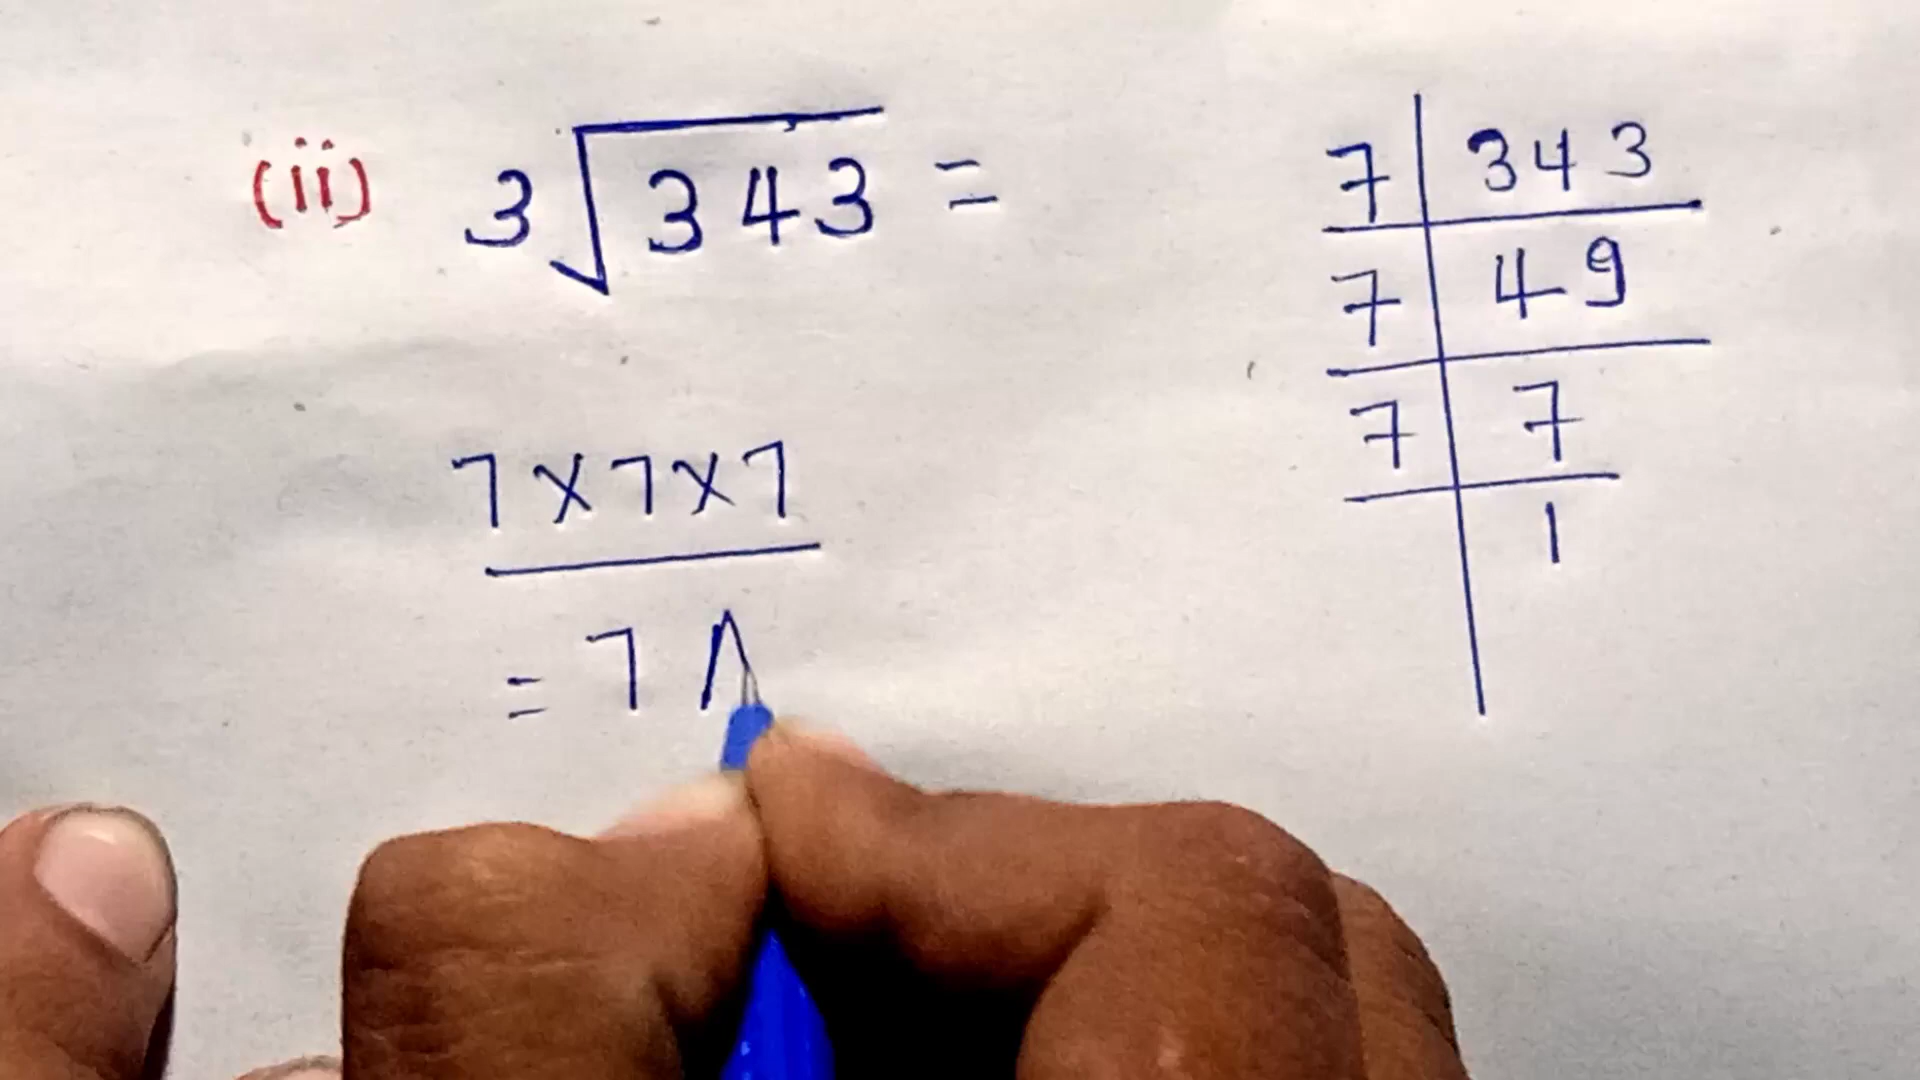 (ii) 3√343 =
7×7×7
= 7
7 | 343
7 | 49
7 | 7
1